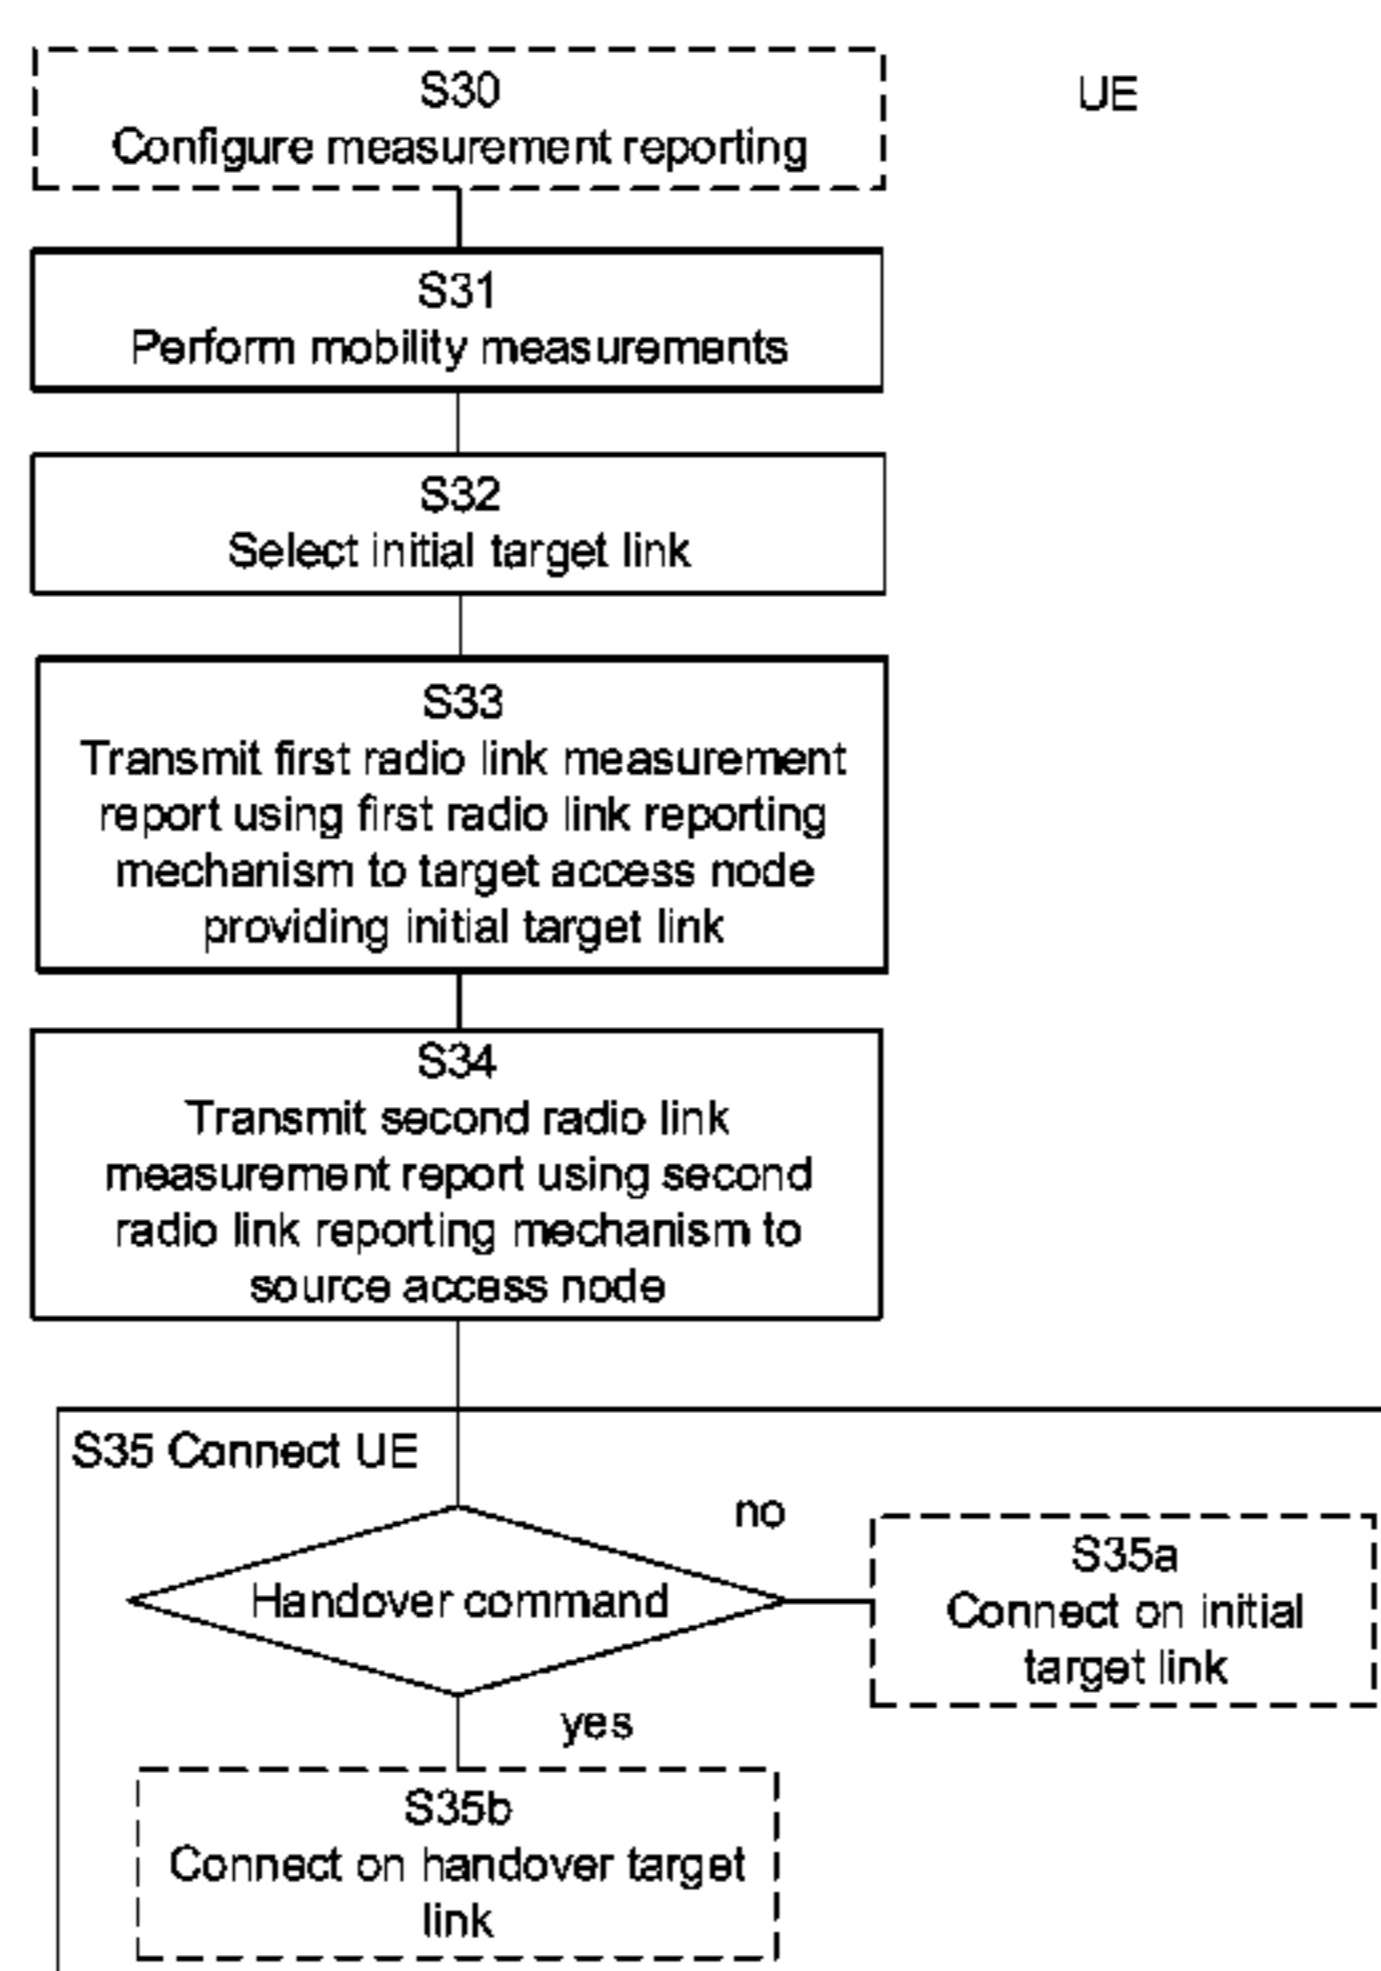 S30
Configure measurement reporting
UE
S31
Perform mobility measurements
S32
Select initial target link
S33
Transmit first radio link measurement
report using first radio link reporting
mechanism to target access node
providing initial target link
S34
Transmit second radio link
measurement report using second
radio link reporting mechanism to
source access node
S35 Connect UE
no
Handover command
S35a
Connect on initial
target link
yes
S35b
Connect on handover target
link